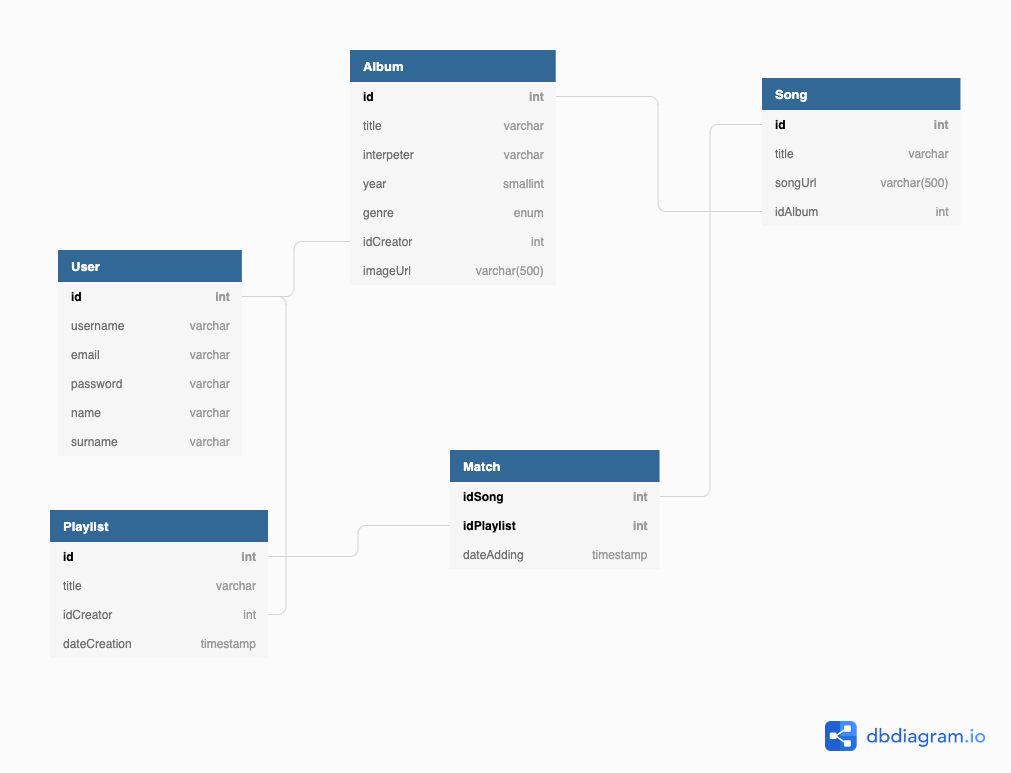 Album
id int
title varchar
interpeter varchar
year smallint
genre enum
idCreator int
imageUrl varchar(500)
Song
id int
title varchar
songUrl varchar(500)
idAlbum int
User
id int
username varchar
email varchar
password varchar
name varchar
surname varchar
Match
idSong int
idPlaylist int
dateAdding timestamp
Playlist
id int
title varchar
idCreator int
dateCreation timestamp
dbdiagram.io